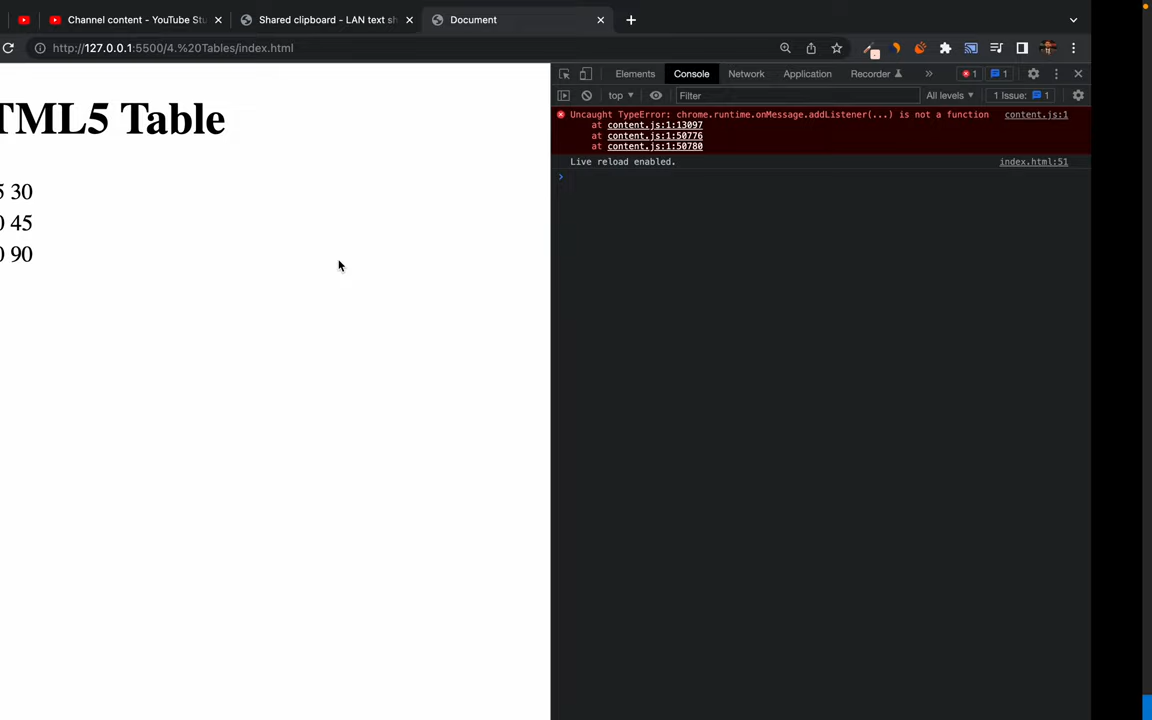 Channel content - YouTube Stu
Shared clipboard - LAN text sh
Document
http://127.0.0.1:5500/4.%20Tables/index.html
Elements
Console
Network
Application
Recorder
1
1
top
Filter
All levels
1 Issue:
1
Uncaught TypeError: chrome.runtime.onMessage.addListener(...) is not a function
content.js:1
at content.js:1:13097
at content.js:1:50776
at content.js:1:50780
Live reload enabled.
index.html:51
TML5 Table
5 30
0 45
0 90